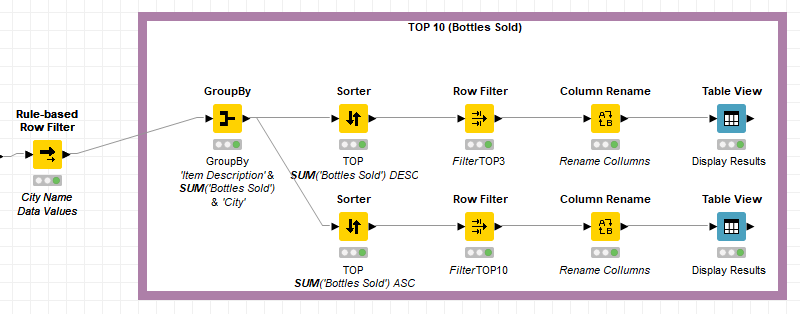 TOP 10 (Bottles Sold)
GroupBy
Sorter
Row Filter
Column Rename
Table View
Rule-based
Row Filter
GroupBy
'Item Description' &
SUM('Bottles Sold')
& 'City'
TOP
SUM('Bottles Sold') DESC
FilterTOP3
Rename Collumns
Display Results
City Name
Data Values
Sorter
Row Filter
Column Rename
Table View
TOP
SUM('Bottles Sold') ASC
FilterTOP10
Rename Collumns
Display Results